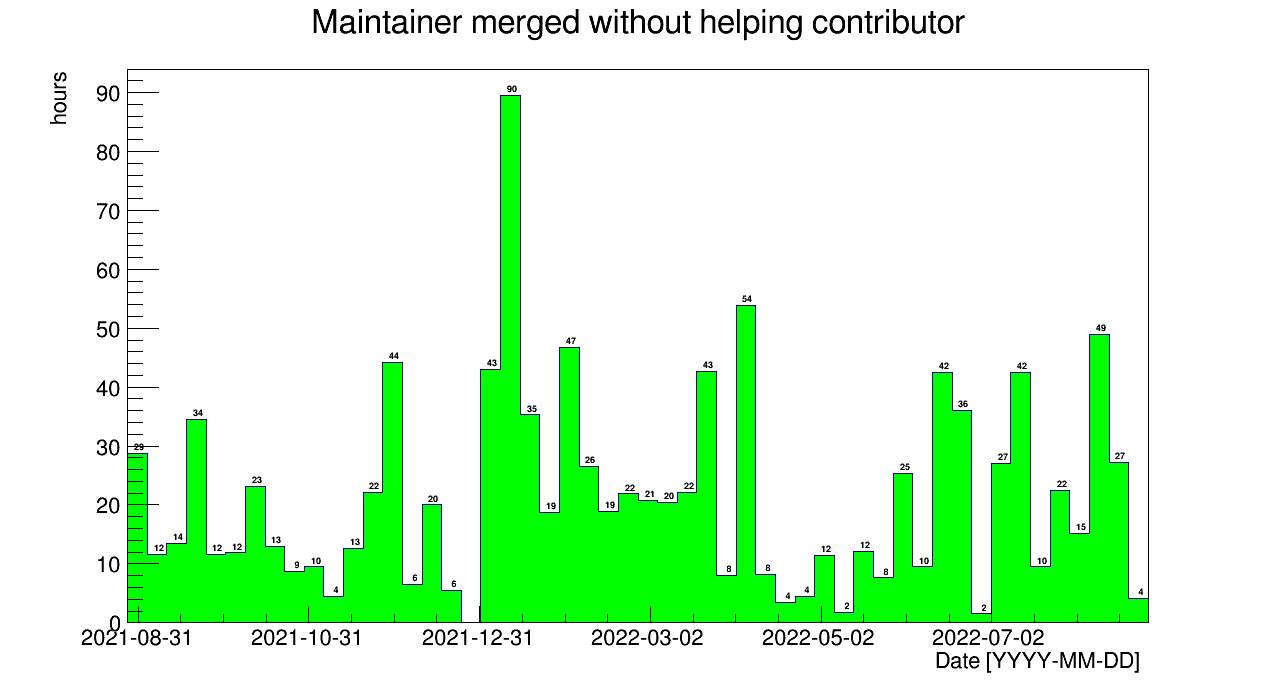 Maintainer merged without helping contributor
hours
90
80
70
60
50
40
30
20
10
0
29 12 14 34 12 12 23 13 9 10 4 13 22 44 6 20 6 43 90 35 19 47 26 19 22 21 20 22 43 8 54 8 4 4 12 2 12 8 25 10 42 36 2 27 42 10 22 15 49 27 4
2021-08-31 2021-10-31 2021-12-31 2022-03-02 2022-05-02 2022-07-02
Date [YYYY-MM-DD]